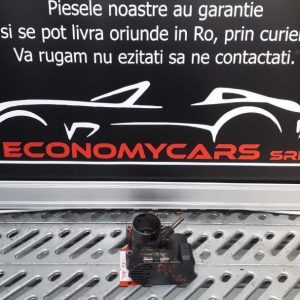 Piesele noastre au garantie
si se pot livra oriunde in Ro, prin curier
Va rugam nu ezitati sa ne contactati.
ECONOMYCARS SRL